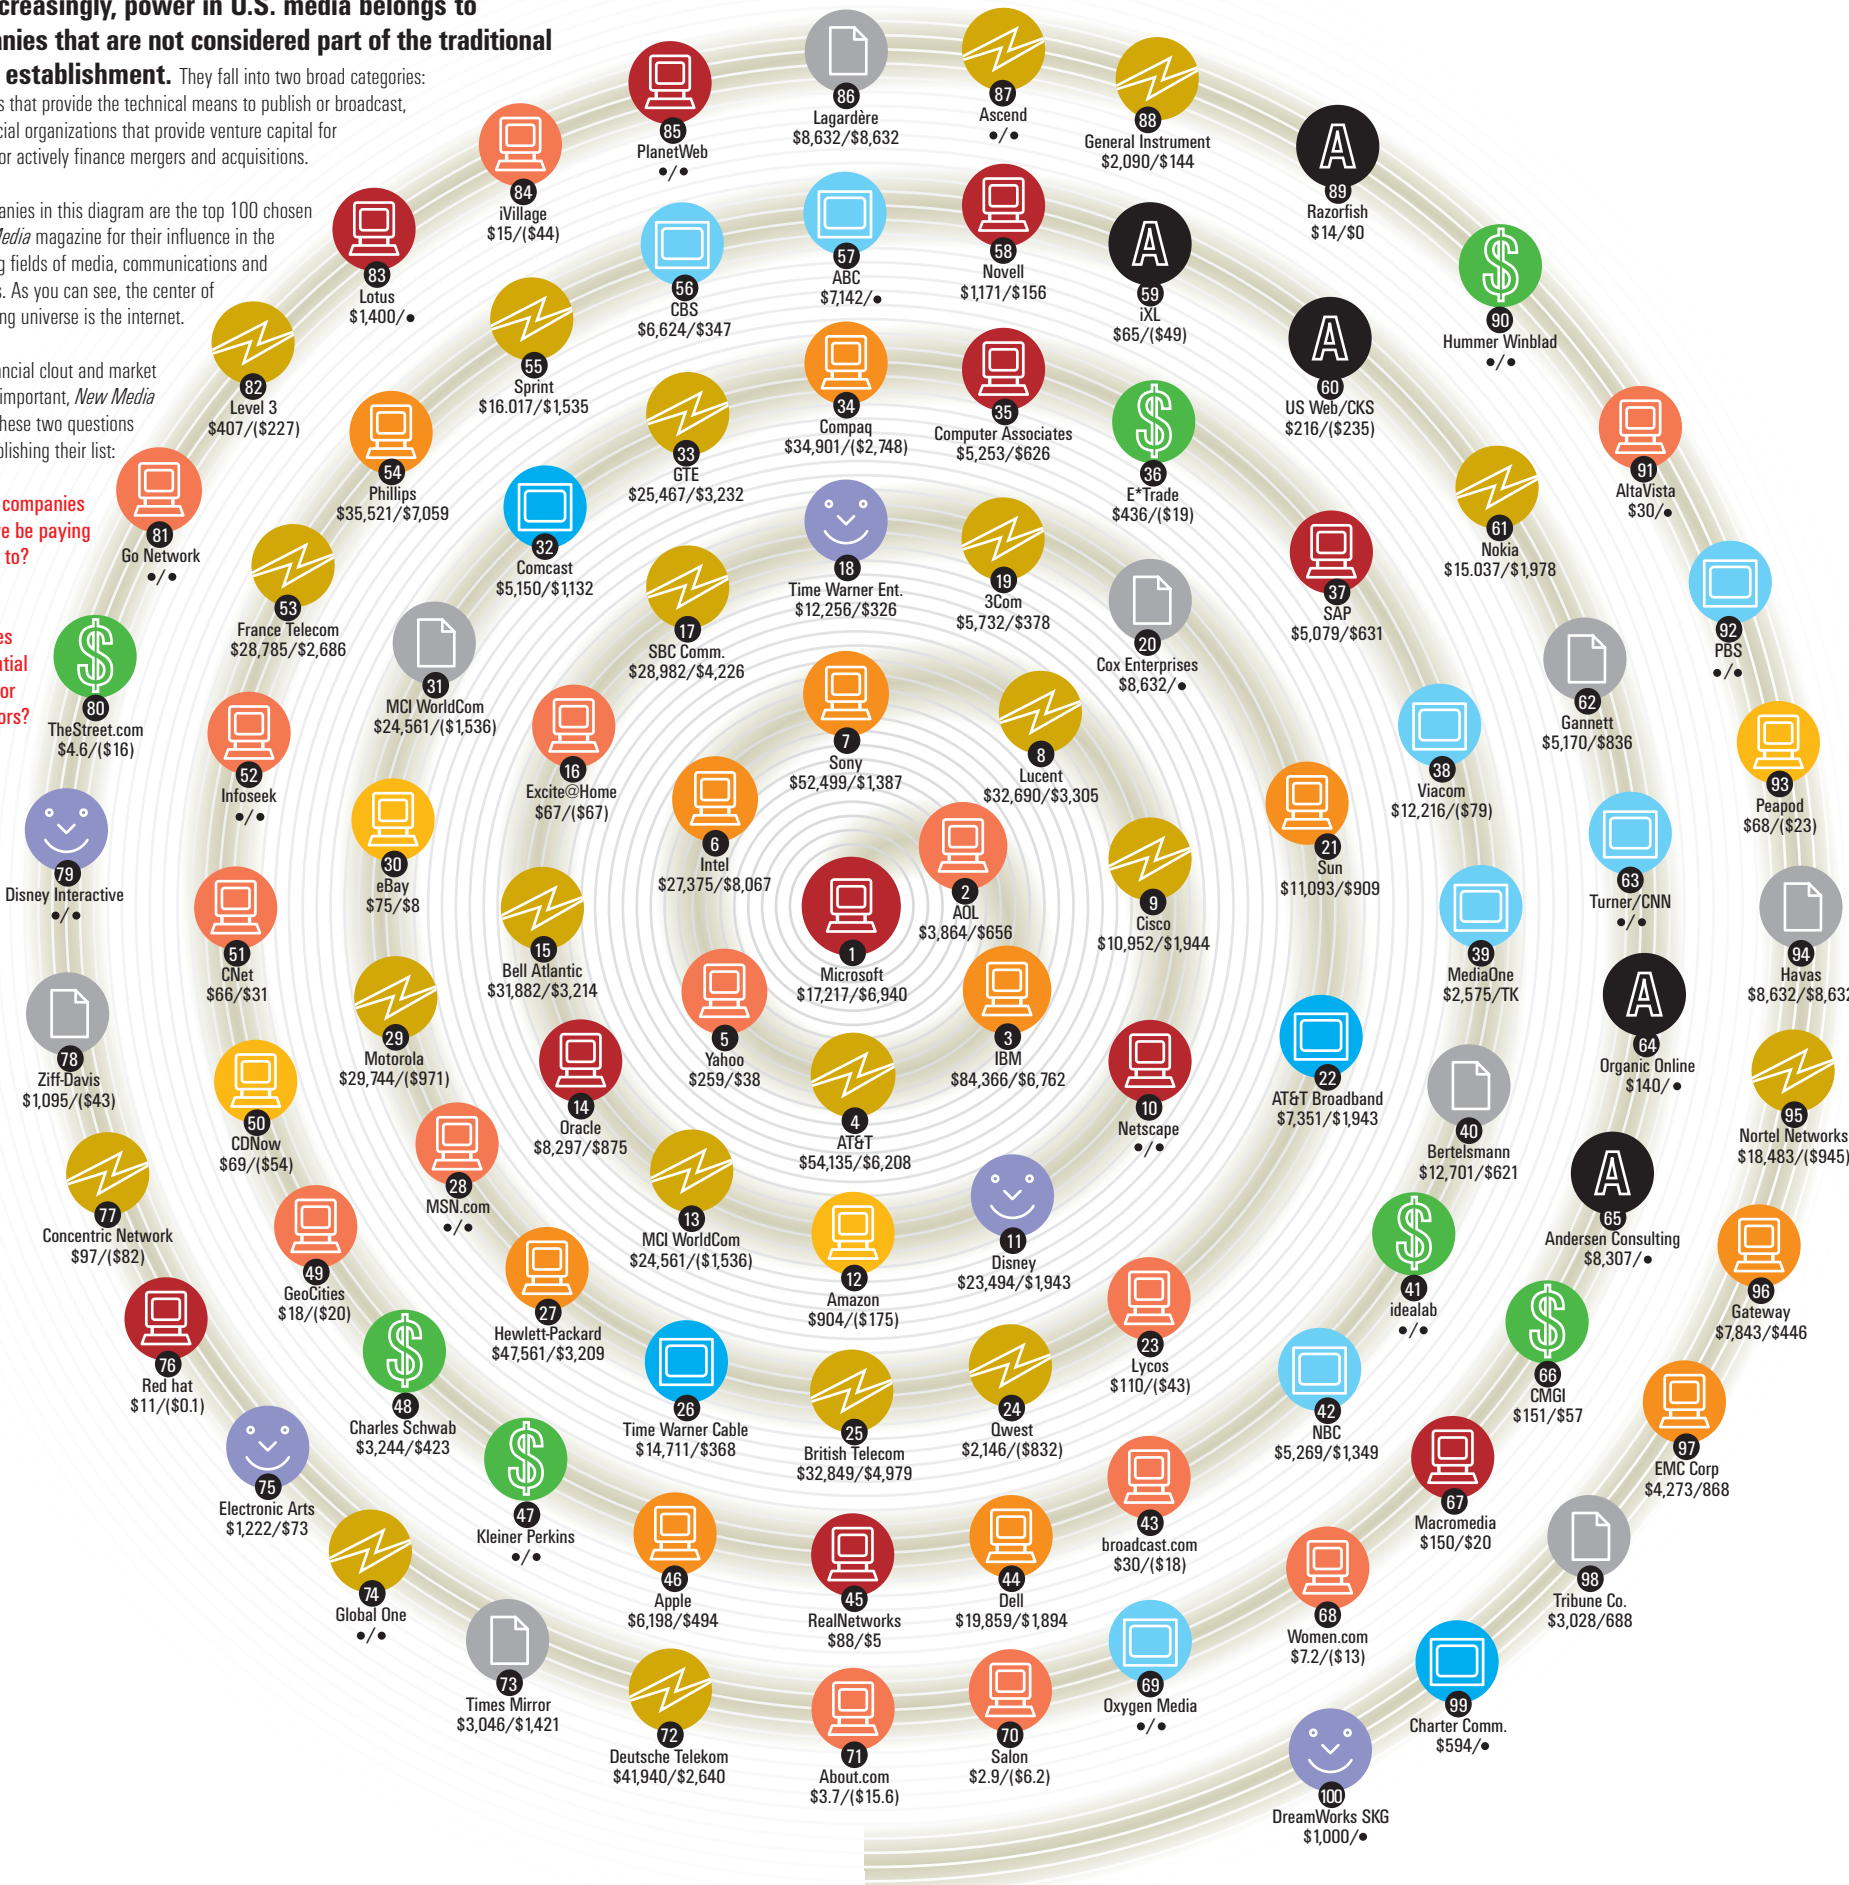 creasingly, power in U.S. media belongs to
anies that are not considered part of the traditional
establishment. They fall into two broad categories:
s that provide the technical means to publish or broadcast,
cial organizations that provide venture capital for
or actively finance mergers and acquisitions.
panies in this diagram are the top 100 chosen
Media magazine for their influence in the
g fields of media, communications and
s. As you can see, the center of
ng universe is the internet.
ancial clout and market
important, New Media
hese two questions
blishing their list:
companies
e be paying
to?
es
ntial
or
ors?
1
Microsoft
$17,217/$6,940
2
AOL
$3,864/$656
3
IBM
$84,366/$6,762
4
AT&T
$54,135/$6,208
5
Yahoo
$259/$38
6
Intel
$27,375/$8,067
7
Sony
$52,499/$1,387
8
Lucent
$32,690/$3,305
9
Cisco
$10,952/$1,944
10
Netscape
•/•
11
Disney
$23,494/$1,943
12
Amazon
$904/($175)
13
MCI WorldCom
$24,561/($1,536)
14
Oracle
$8,297/$875
15
Bell Atlantic
$31,882/$3,214
16
Excite@Home
$67/($67)
17
SBC Comm.
$28,982/$4,226
18
Time Warner Ent.
$12,256/$326
19
3Com
$5,732/$378
20
Cox Enterprises
$8,632/•
21
Sun
$11,093/$909
22
AT&T Broadband
$7,351/$1,943
23
Lycos
$110/($43)
24
Qwest
$2,146/($832)
25
British Telecom
$32,849/$4,979
26
Time Warner Cable
$14,711/$368
27
Hewlett-Packard
$47,561/$3,209
28
MSN.com
•/•
29
Motorola
$29,744/($971)
30
eBay
$75/$8
31
MCI WorldCom
$24,561/($1,536)
32
Comcast
$5,150/$1132
33
GTE
$25,467/$3,232
34
Compaq
$34,901/($2,748)
35
Computer Associates
$5,253/$626
36
E*Trade
$436/($19)
37
SAP
$5,079/$631
38
Viacom
$12,216/($79)
39
MediaOne
$2,575/TK
40
Bertelsmann
$12,701/$621
41
idealab
•/•
42
NBC
$5,269/$1,349
43
broadcast.com
$30/($18)
44
Dell
$19,859/$1,894
45
RealNetworks
$88/$5
46
Apple
$6,198/$494
47
Kleiner Perkins
•/•
48
Charles Schwab
$3,244/$423
49
GeoCities
$18/($20)
50
CDNow
$69/($54)
51
CNet
$66/$31
52
Infoseek
•/•
53
France Telecom
$28,785/$2,686
54
Phillips
$35,521/$7,059
55
Sprint
$16.017/$1,535
56
CBS
$6,624/$347
57
ABC
$7,142/•
58
Novell
$1,171/$156
59
iXL
$65/($49)
60
US Web/CKS
$216/($235)
61
Nokia
$15.037/$1,978
62
Gannett
$5,170/$836
63
Turner/CNN
•/•
64
Organic Online
$140/•
65
Andersen Consulting
$8,307/•
66
CMGI
$151/$57
67
Macromedia
$150/$20
68
Women.com
$7.2/($13)
69
Oxygen Media
•/•
70
Salon
$2.9/($6.2)
71
About.com
$3.7/($15.6)
72
Deutsche Telekom
$41,940/$2,640
73
Times Mirror
$3,046/$1,421
74
Global One
•/•
75
Electronic Arts
$1,222/$73
76
Red hat
$11/($0.1)
77
Concentric Network
$97/($82)
78
Ziff-Davis
$1,095/($43)
79
Disney Interactive
•/•
80
TheStreet.com
$4.6/($16)
81
Go Network
•/•
82
Level 3
$407/($227)
83
Lotus
$1,400/•
84
iVillage
$15/($44)
85
PlanetWeb
•/•
86
Lagardère
$8,632/$8,632
87
Ascend
•/•
88
General Instrument
$2,090/$144
89
Razorfish
$14/$0
90
Hummer Winblad
•/•
91
AltaVista
$30/•
92
PBS
•/•
93
Peapod
$68/($23)
94
Havas
$8,632/$8,632
95
Nortel Networks
$18,483/($945)
96
Gateway
$7,843/$446
97
EMC Corp
$4,273/868
98
Tribune Co.
$3,028/688
99
Charter Comm.
$594/•
100
DreamWorks SKG
$1,000/•